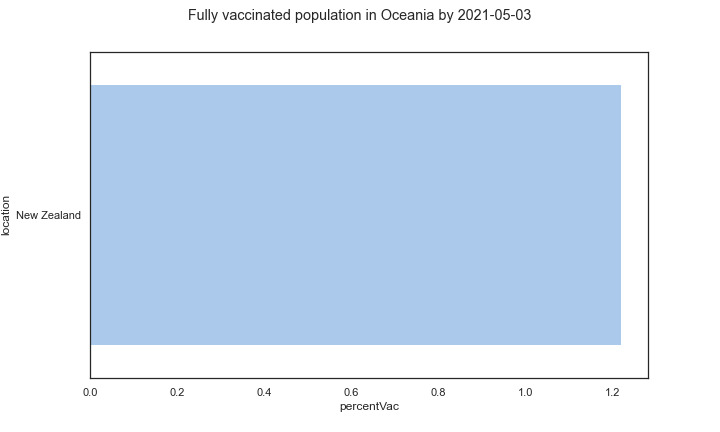 Fully vaccinated population in Oceania by 2021-05-03
location
New Zealand
0.0 0.2 0.4 0.6 0.8 1.0 1.2
percentVac